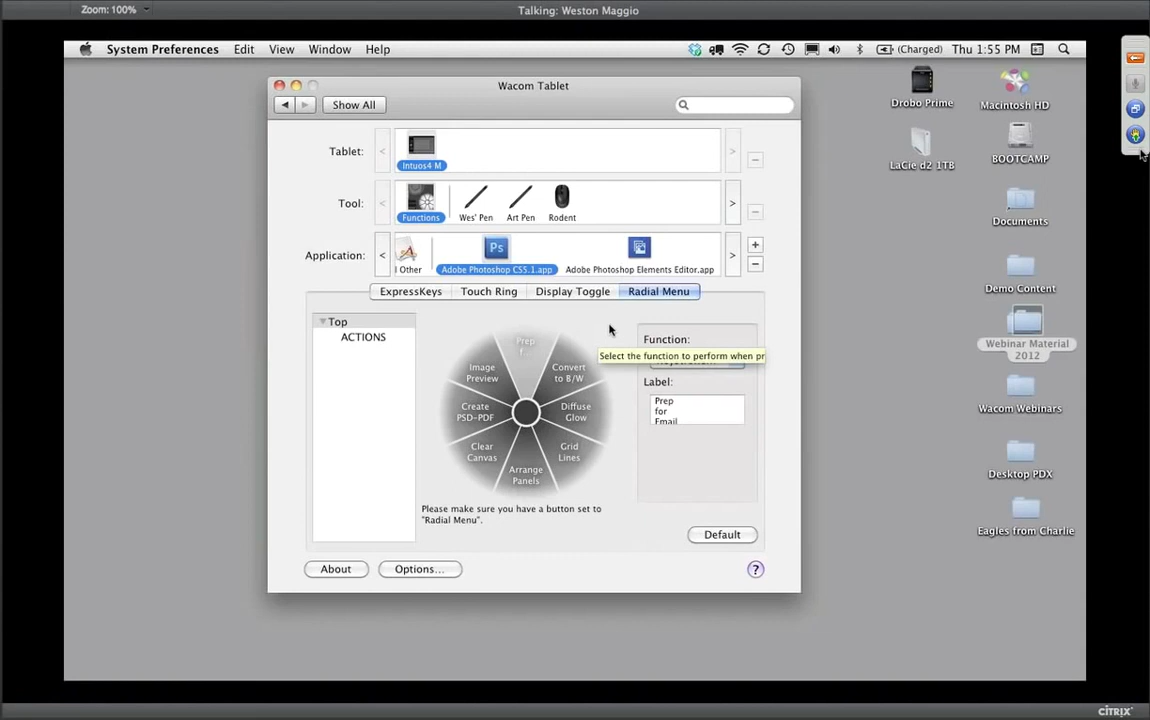 Zoom: 100%
Talking: Weston Maggio
System Preferences Edit View Window Help
(Charged) Thu 1:55 PM
Wacom Tablet
Show All
Drobo Prime
Macintosh HD
Tablet:
Intuos4 M
LaCie d2 1TB
BOOTCAMP
Tool:
Functions
Wes' Pen
Art Pen
Rodent
Documents
Application:
l Other
Adobe Photoshop CS5.1.app
Adobe Photoshop Elements Editor.app
Demo Content
ExpressKeys
Touch Ring
Display Toggle
Radial Menu
Top
ACTIONS
Prep
f...
Convert
to B/W
Diffuse
Glow
Grid
Lines
Arrange
Panels
Clear
Canvas
Create
PSD-PDF
Image
Preview
Function:
Select the function to perform when pr
Label:
Prep
for
Email
Webinar Material
2012
Wacom Webinars
Desktop PDX
Eagles from Charlie
Please make sure you have a button set to
"Radial Menu".
Default
About
Options...
?
CITRIX